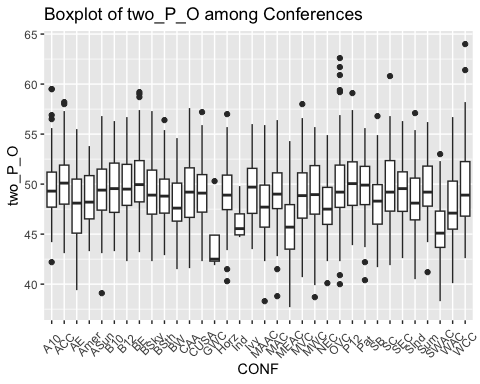 Boxplot of two_P_O among Conferences
two_P_O
65
60
55
50
45
40
A10 ACC AE Amer ASun B10 B12 BE BSky BSth BW CAA CUSA GWC Horz Ind Ivy MAAC MAC MEAC MVC MWC NEC OVC P12 Pat SB SC SEC Slnd Sum SWAC WAC WCC
CONF